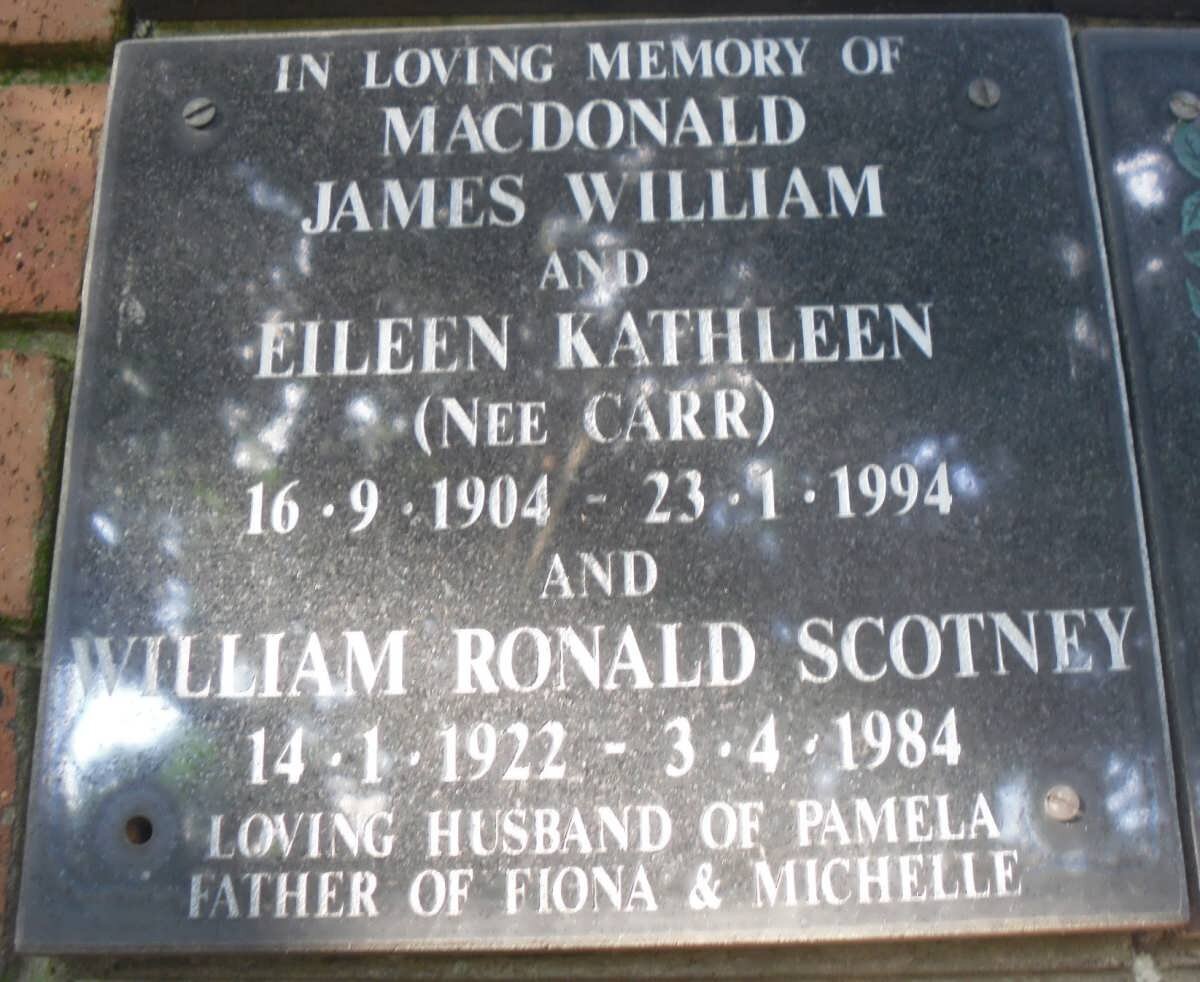 IN LOVING MEMORY OF
MACDONALD
JAMES WILLIAM
AND
EILEEN KATHLEEN
(NEE CARR)
16·9·1904 - 23·1·1994
AND
WILLIAM RONALD SCOTNEY
14·1·1922 - 3·4·1984
LOVING HUSBAND OF PAMELA
FATHER OF FIONA & MICHELLE